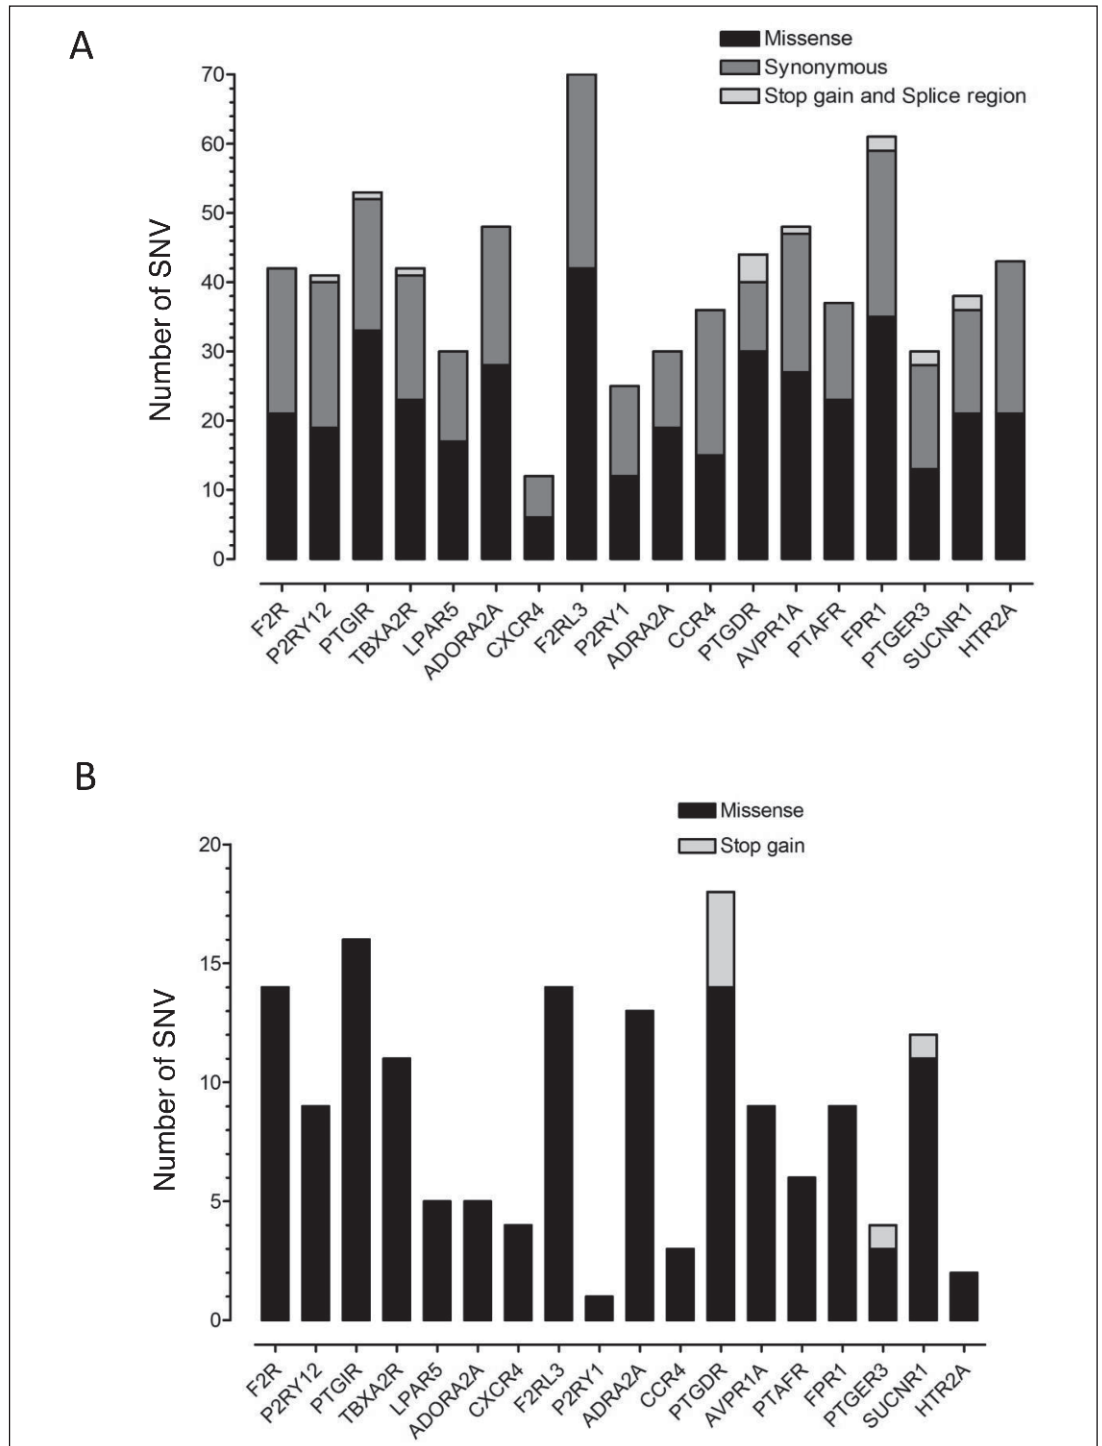 A
Missense
Synonymous
Stop gain and Splice region
Number of SNV
70
60
50
40
30
20
10
0
F2R
P2RY12
PTGIR
TBXA2R
LPAR5
ADORA2A
CXCR4
F2RL3
P2RY1
ADRA2A
CCR4
PTGDR
AVPR1A
PTAFR
FPR1
PTGER3
SUCNR1
HTR2A
B
Missense
Stop gain
Number of SNV
20
15
10
5
0
F2R
P2RY12
PTGIR
TBXA2R
LPAR5
ADORA2A
CXCR4
F2RL3
P2RY1
ADRA2A
CCR4
PTGDR
AVPR1A
PTAFR
FPR1
PTGER3
SUCNR1
HTR2A